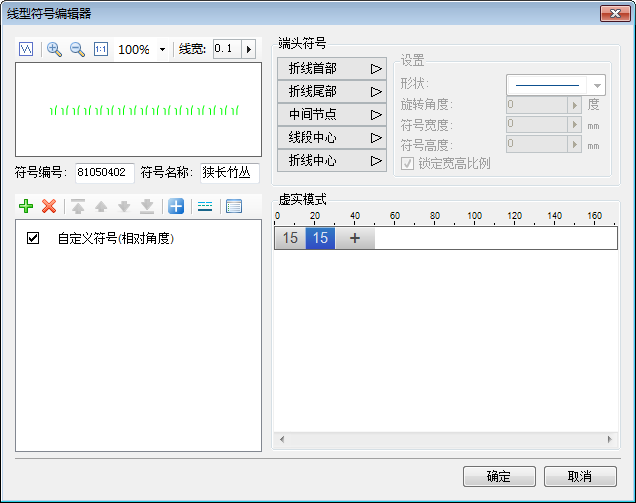 线型符号编辑器
1:1 100% 线宽: 0.1
符号编号: 81050402 符号名称: 狭长竹丛
自定义符号(相对角度)
端头符号
折线首部
折线尾部
中间节点
线段中心
折线中心
设置
形状:
旋转角度: 0 度
符号宽度: 0 mm
符号高度: 0 mm
锁定宽高比例
虚实模式
0 20 40 60 80 100 120 140 160
15 15 +
确定 取消